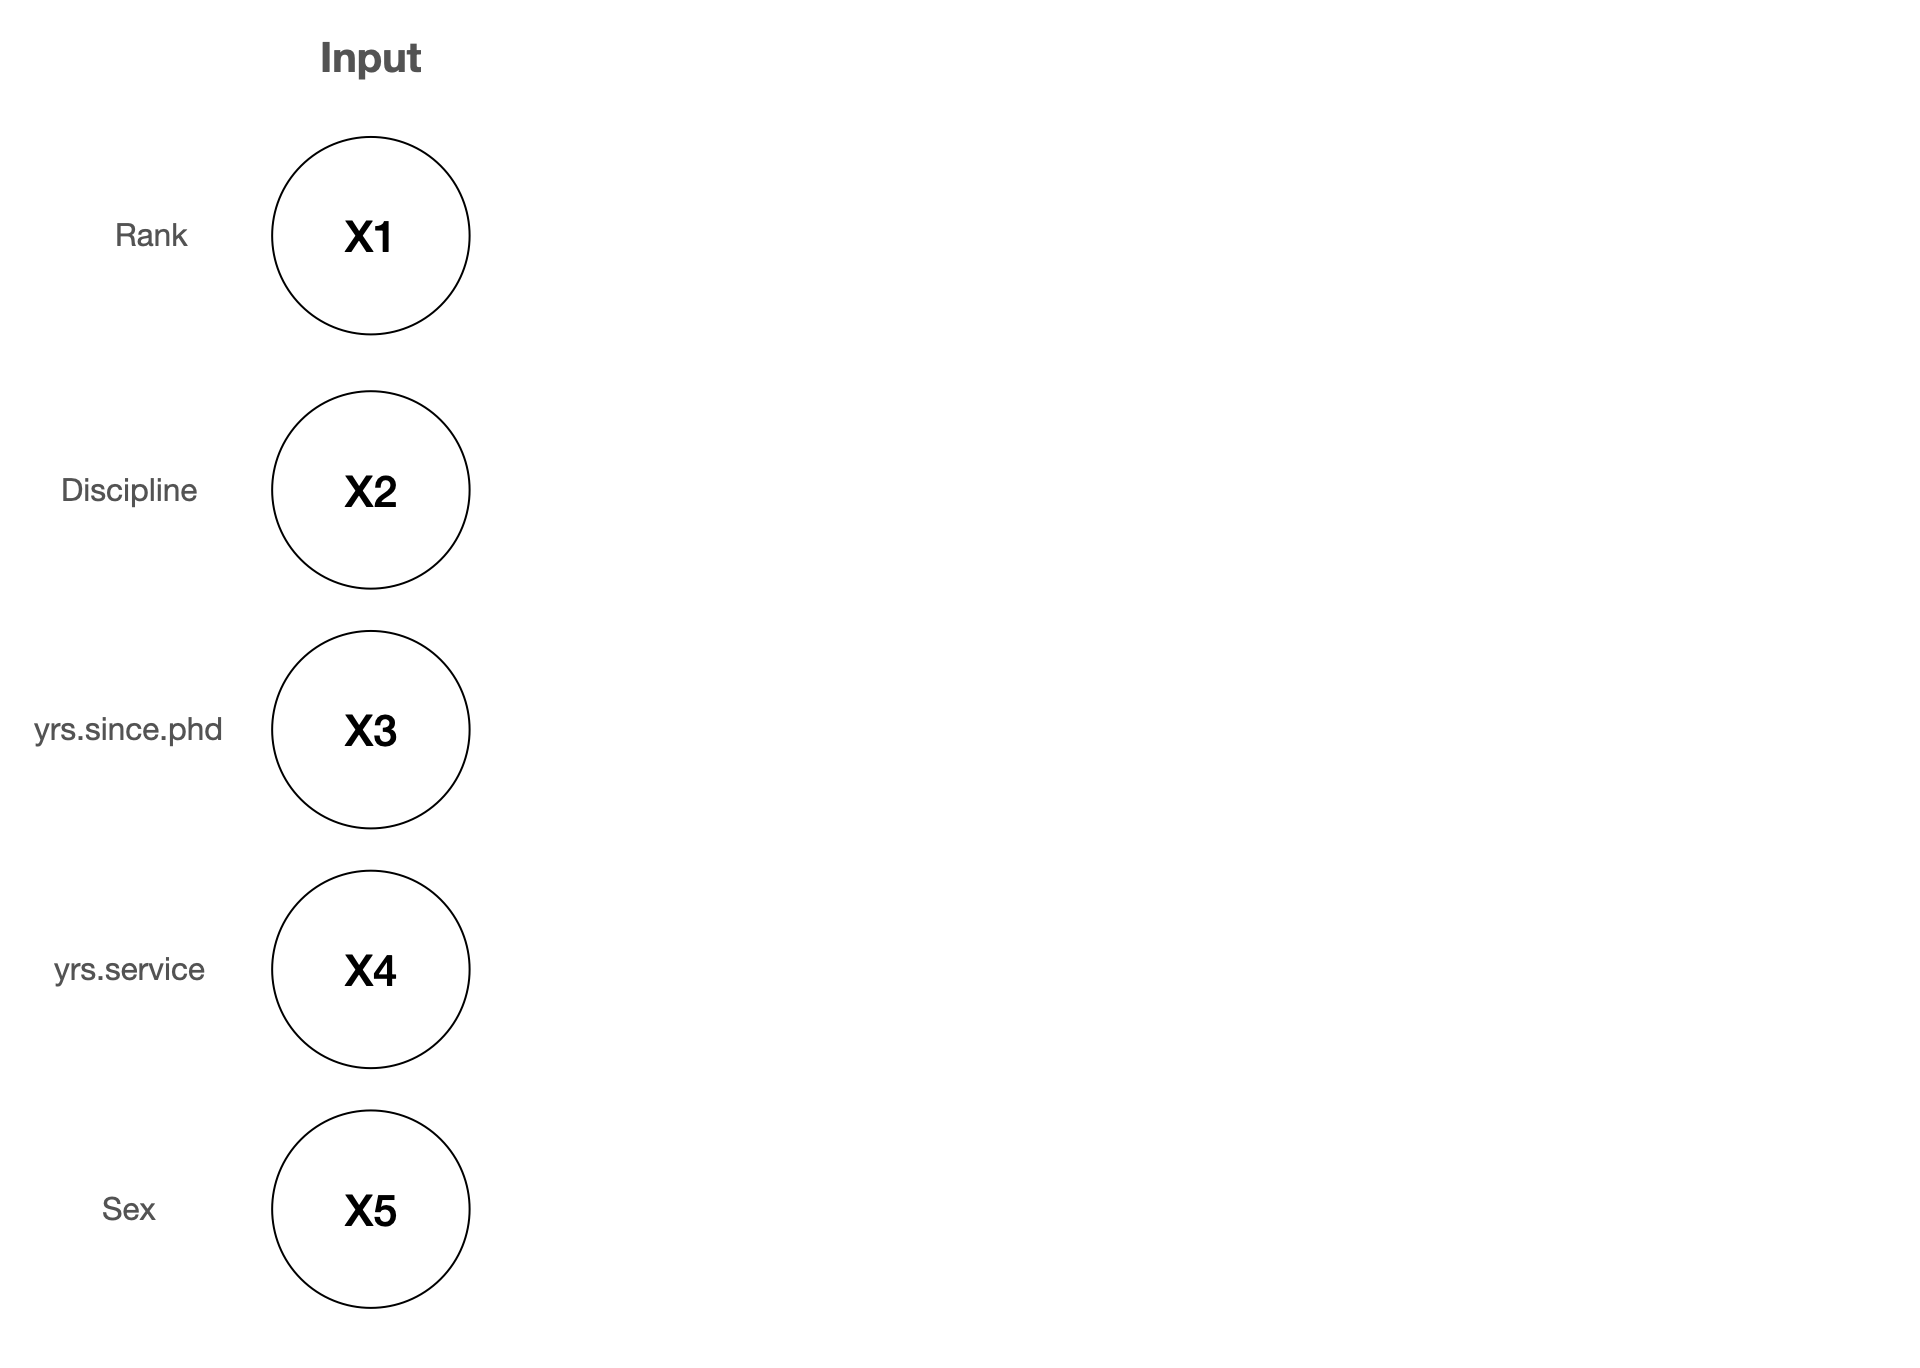 Input
Rank X1
Discipline X2
yrs.since.phd X3
yrs.service X4
Sex X5